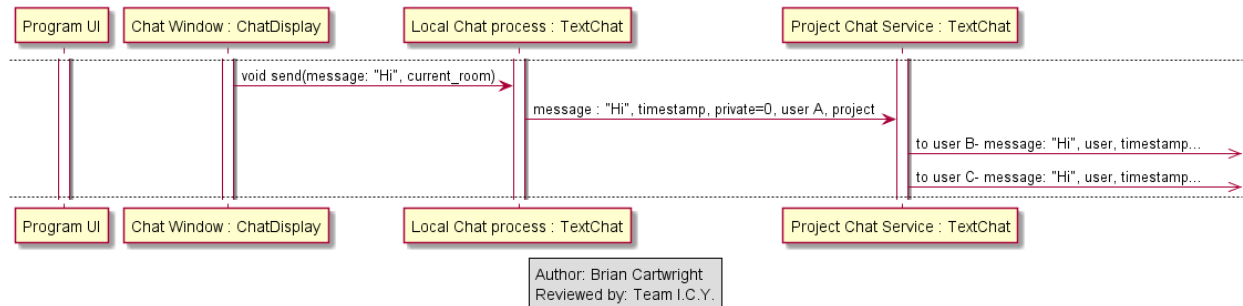 Program UI
Chat Window : ChatDisplay
Local Chat process : TextChat
Project Chat Service : TextChat
void send(message: "Hi", current_room)
message : "Hi", timestamp, private=0, user A, project
to user B- message: "Hi", user, timestamp...
to user C- message: "Hi", user, timestamp...
Program UI
Chat Window : ChatDisplay
Local Chat process : TextChat
Project Chat Service : TextChat
Author: Brian Cartwright
Reviewed by: Team I.C.Y.